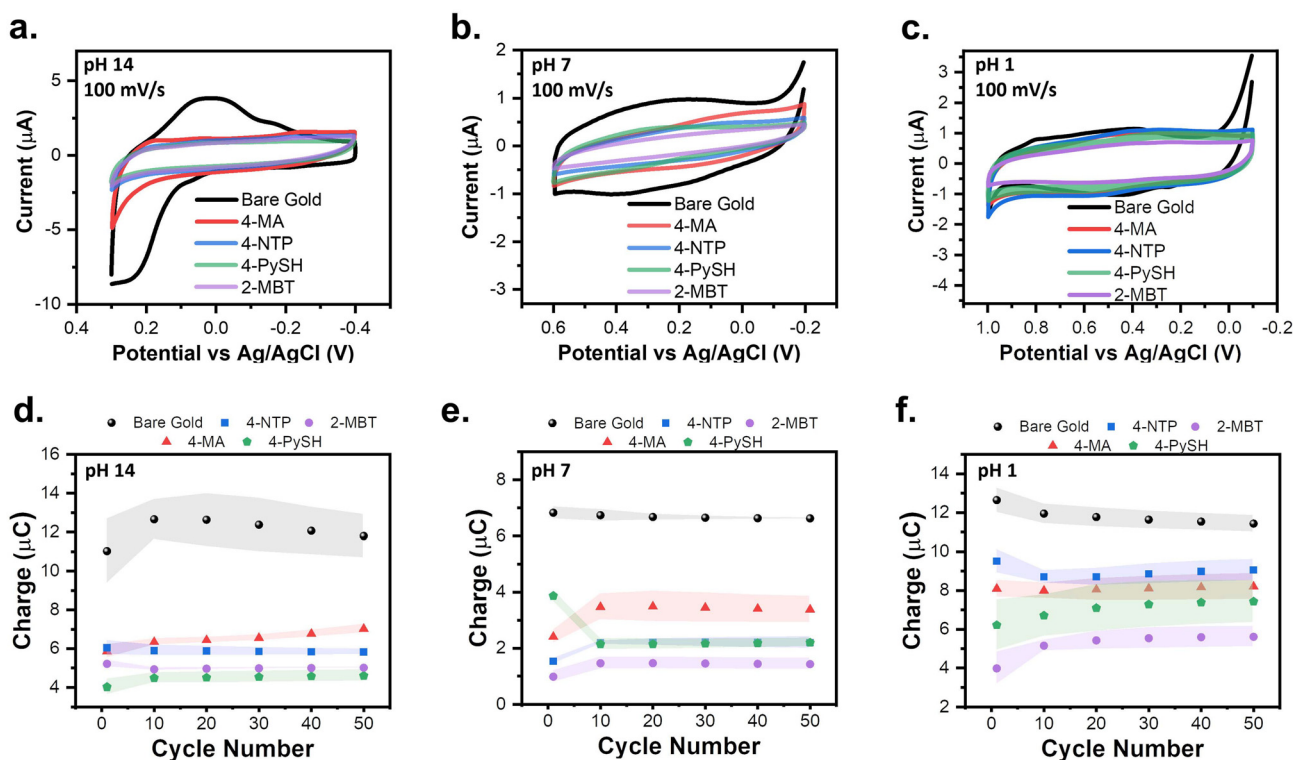 a.
pH 14
100 mV/s
5
0
-5
-10
Current (μA)
Bare Gold
4-MA
4-NTP
4-PySH
2-MBT
0.4 0.2 0.0 -0.2 -0.4
Potential vs Ag/AgCl (V)
b.
pH 7
100 mV/s
2
1
0
-1
-2
-3
Current (μA)
Bare Gold
4-MA
4-NTP
4-PySH
2-MBT
0.6 0.4 0.2 0.0 -0.2
Potential vs Ag/AgCl (V)
c.
pH 1
100 mV/s
3
2
1
0
-1
-2
-3
-4
Current (μA)
Bare Gold
4-MA
4-NTP
4-PySH
2-MBT
1.0 0.8 0.6 0.4 0.2 0.0 -0.2
Potential vs Ag/AgCl (V)
d.
Bare Gold 4-NTP 2-MBT
4-MA 4-PySH
pH 14
16
14
12
10
8
6
4
Charge (μC)
0 10 20 30 40 50
Cycle Number
e.
Bare Gold 4-NTP 2-MBT
4-MA 4-PySH
pH 7
8
6
4
2
0
Charge (μC)
0 10 20 30 40 50
Cycle Number
f.
Bare Gold 4-NTP 2-MBT
4-MA 4-PySH
pH 1
14
12
10
8
6
4
2
Charge (μC)
0 10 20 30 40 50
Cycle Number